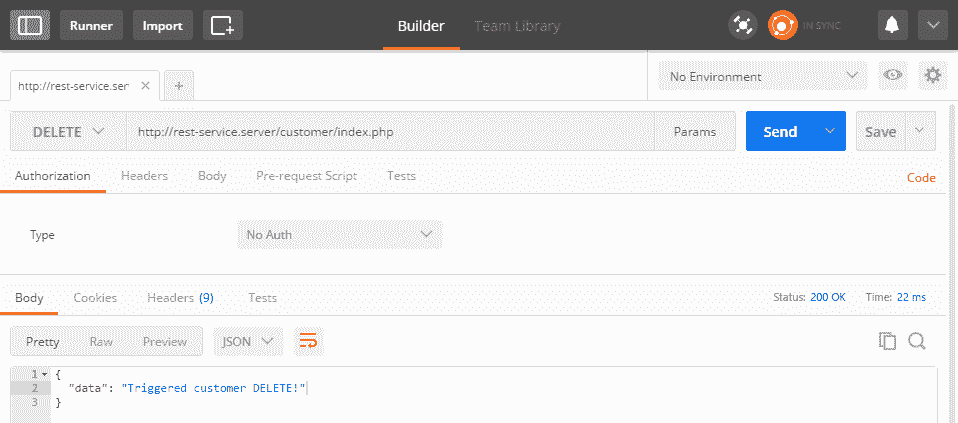 Runner Import Builder Team Library IN SYNC
http://rest-service.ser No Environment
DELETE http://rest-service.server/customer/index.php Params Send Save
Authorization Headers Body Pre-request Script Tests Code
Type No Auth
Body Cookies Headers (9) Tests Status: 200 OK Time: 22 ms
Pretty Raw Preview JSON
1 {
2 "data": "Triggered customer DELETE!"
3 }